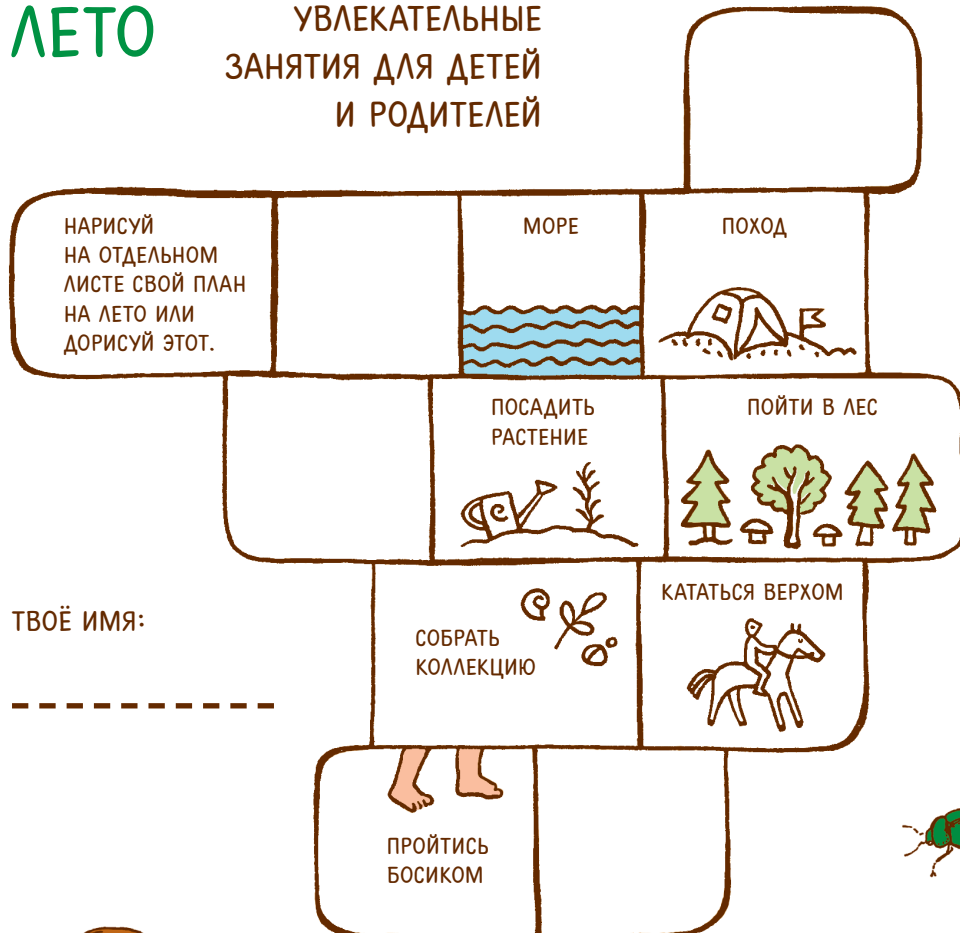 ЛЕТО
УВЛЕКАТЕЛЬНЫЕ
ЗАНЯТИЯ ДЛЯ ДЕТЕЙ
И РОДИТЕЛЕЙ
НАРИСУЙ
НА ОТДЕЛЬНОМ
ЛИСТЕ СВОЙ ПЛАН
НА ЛЕТО ИЛИ
ДОРИСУЙ ЭТОТ.
МОРЕ
ПОХОД
ПОСАДИТЬ
РАСТЕНИЕ
ПОЙТИ В ЛЕС
ТВОЁ ИМЯ:
СОБРАТЬ
КОЛЛЕКЦИЮ
КАТАТЬСЯ ВЕРХОМ
ПРОЙТИСЬ
БОСИКОМ